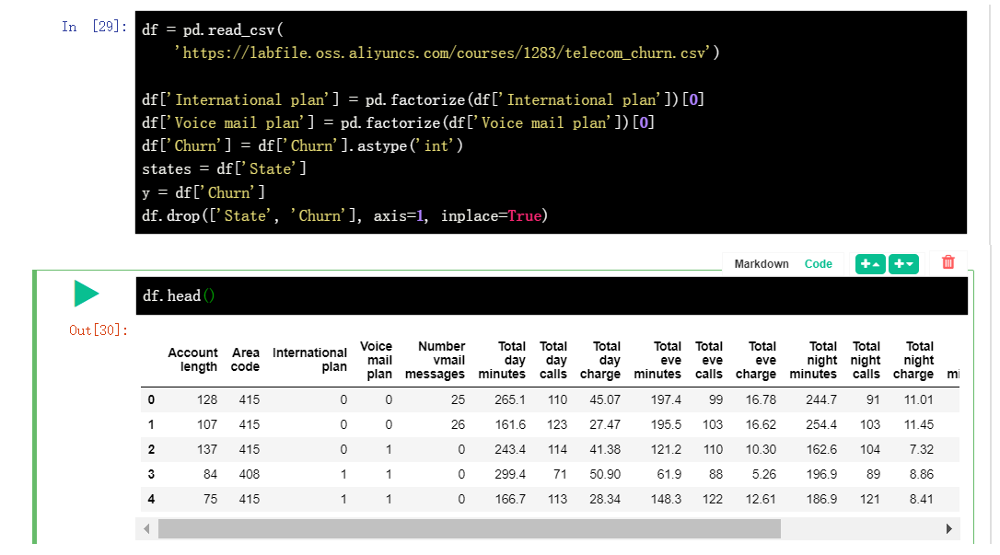 In [29]:
df = pd.read_csv(
    'https://labfile.oss.aliyuncs.com/courses/1283/telecom_churn.csv')
df['International plan'] = pd.factorize(df['International plan'])[0]
df['Voice mail plan'] = pd.factorize(df['Voice mail plan'])[0]
df['Churn'] = df['Churn'].astype('int')
states = df['State']
y = df['Churn']
df.drop(['State', 'Churn'], axis=1, inplace=True)
Markdown Code
df.head()
Out[30]:
Account length Area code International plan Voice mail plan Number vmail messages Total day minutes Total day calls Total day charge Total eve minutes Total eve calls Total eve charge Total night minutes Total night calls Total night charge
0 128 415 0 0 25 265.1 110 45.07 197.4 99 16.78 244.7 91 11.01
1 107 415 0 0 26 161.6 123 27.47 195.5 103 16.62 254.4 103 11.45
2 137 415 0 1 0 243.4 114 41.38 121.2 110 10.30 162.6 104 7.32
3 84 408 1 1 0 299.4 71 50.90 61.9 88 5.26 196.9 89 8.86
4 75 415 1 1 0 166.7 113 28.34 148.3 122 12.61 186.9 121 8.41